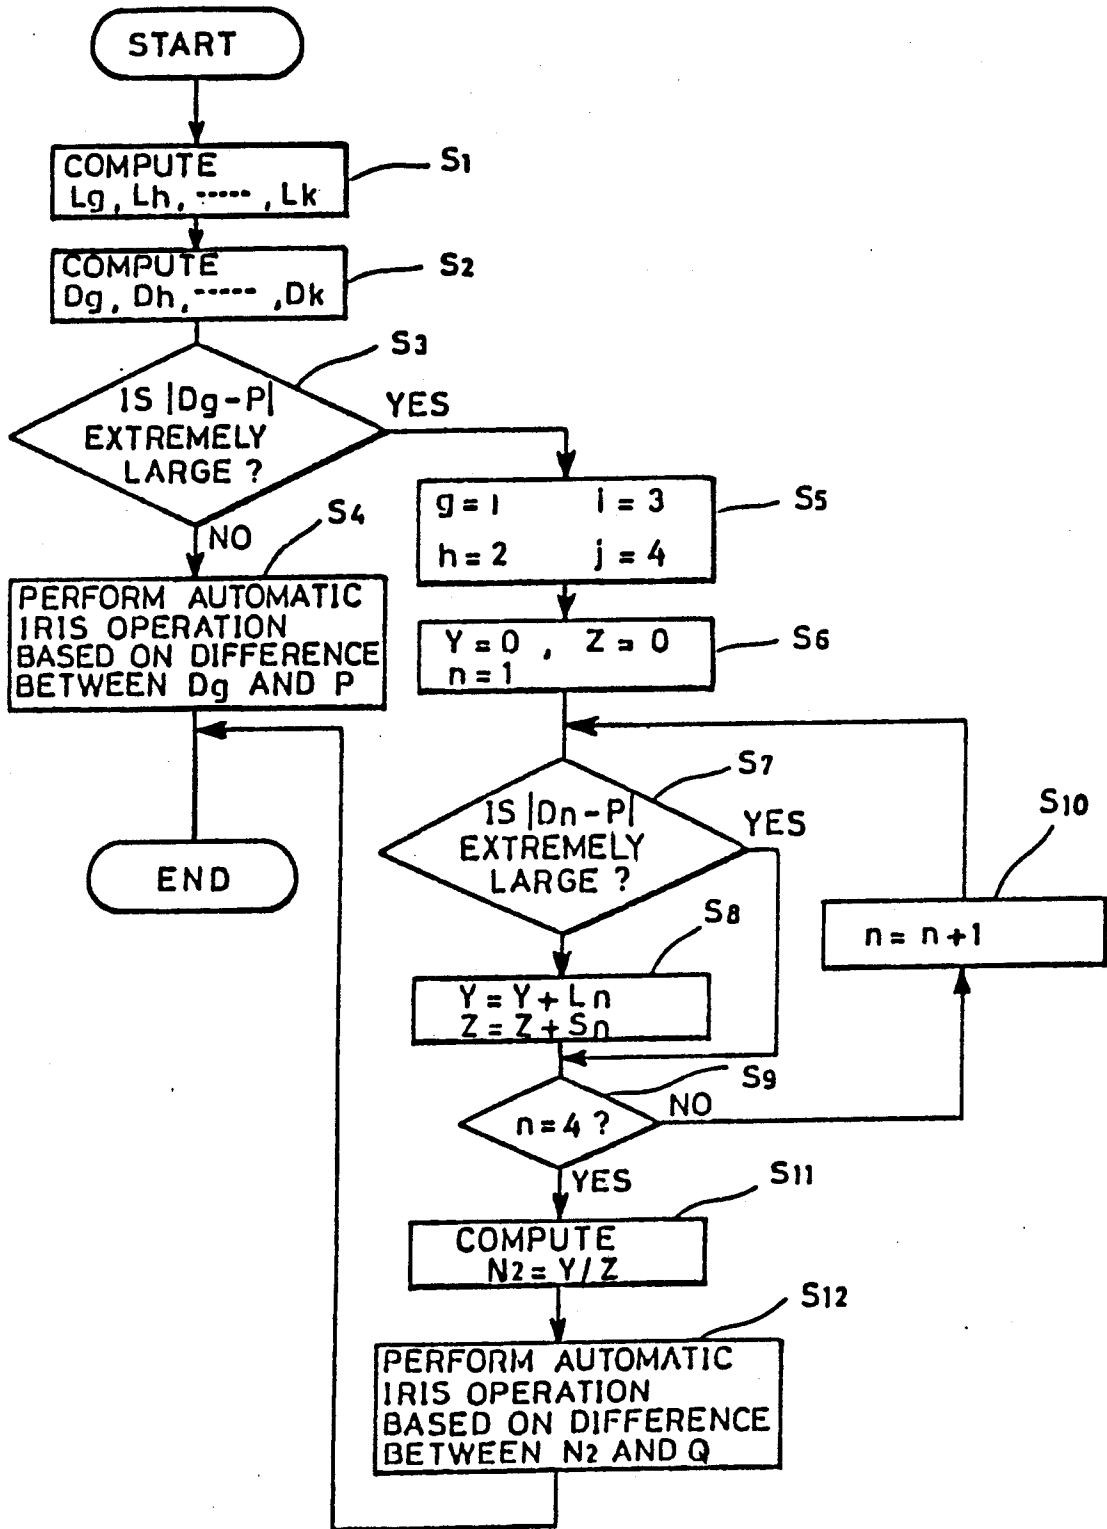 START
COMPUTE
Lg, Lh, -----, Lk
S1
COMPUTE
Dg, Dh, -----, Dk
S2
S3
IS |Dg-P|
EXTREMELY
LARGE ?
YES
NO
S4
PERFORM AUTOMATIC
IRIS OPERATION
BASED ON DIFFERENCE
BETWEEN Dg AND P
END
g = 1 i = 3
h = 2 j = 4
S5
Y = 0 , Z = 0
n = 1
S6
S7
IS |Dn-P|
EXTREMELY
LARGE ?
YES
S8
Y = Y + Ln
Z = Z + Sn
S9
n = 4 ?
NO
S10
n = n + 1
YES
S11
COMPUTE
N2 = Y / Z
S12
PERFORM AUTOMATIC
IRIS OPERATION
BASED ON DIFFERENCE
BETWEEN N2 AND Q